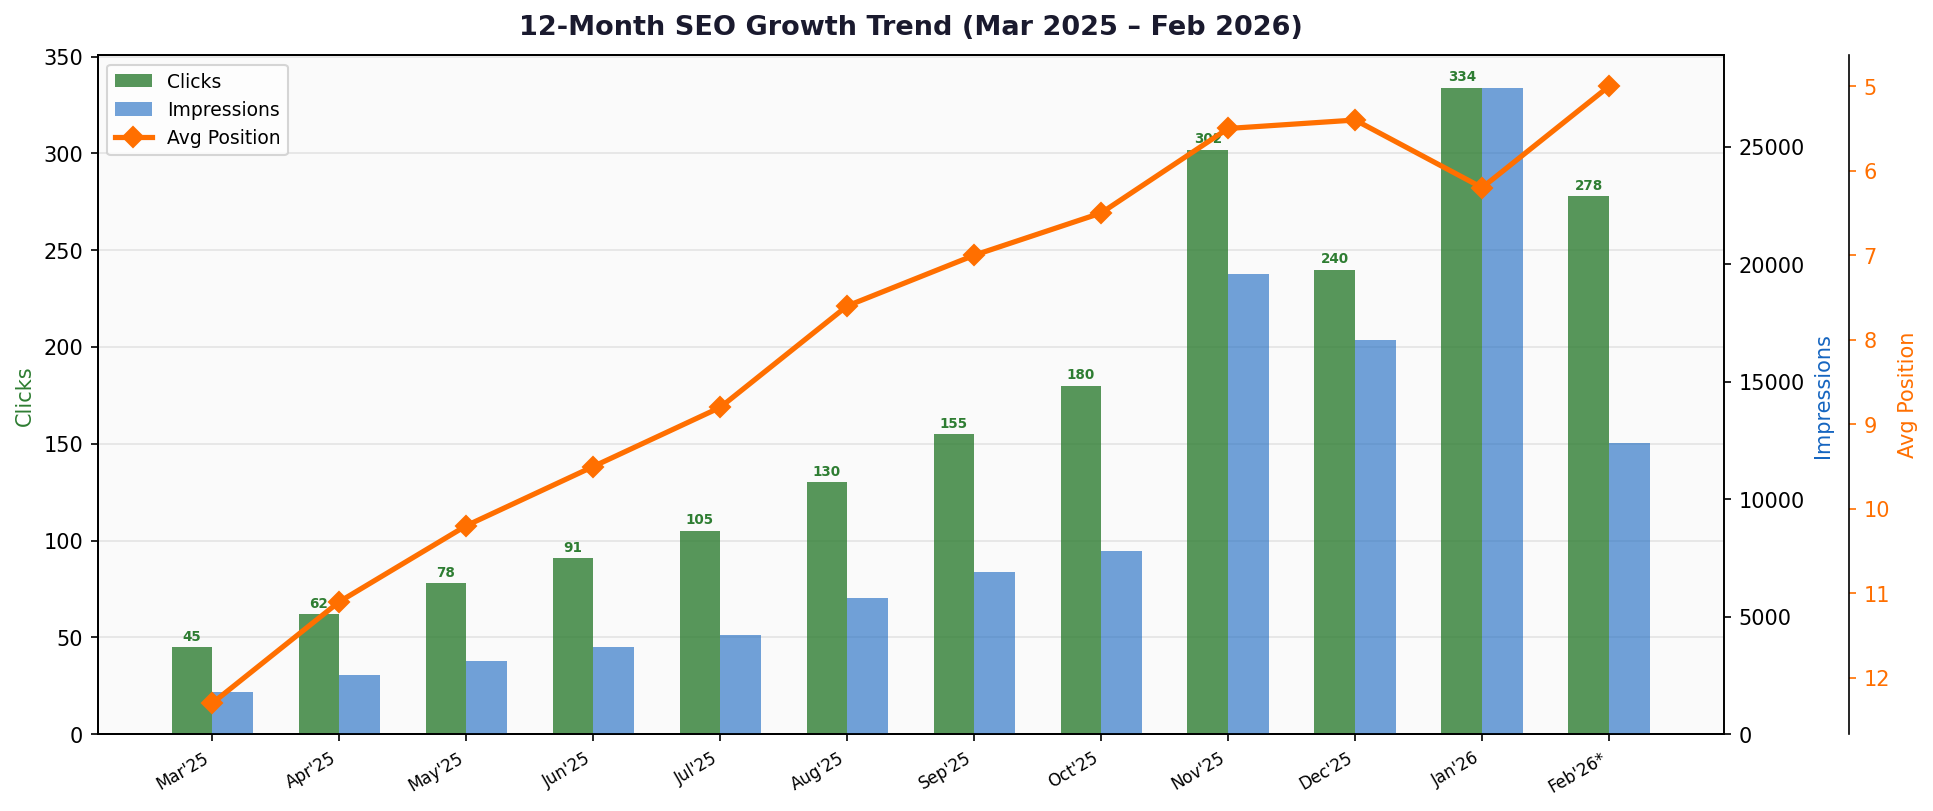 12-Month SEO Growth Trend (Mar 2025 – Feb 2026)
Clicks
Impressions
Avg Position
350
300
250
200
150
100
50
0
Clicks
45
62
78
91
105
130
155
180
302
240
334
278
25000
20000
15000
10000
5000
0
Impressions
5
6
7
8
9
10
11
12
Avg Position
Mar'25
Apr'25
May'25
Jun'25
Jul'25
Aug'25
Sep'25
Oct'25
Nov'25
Dec'25
Jan'26
Feb'26*